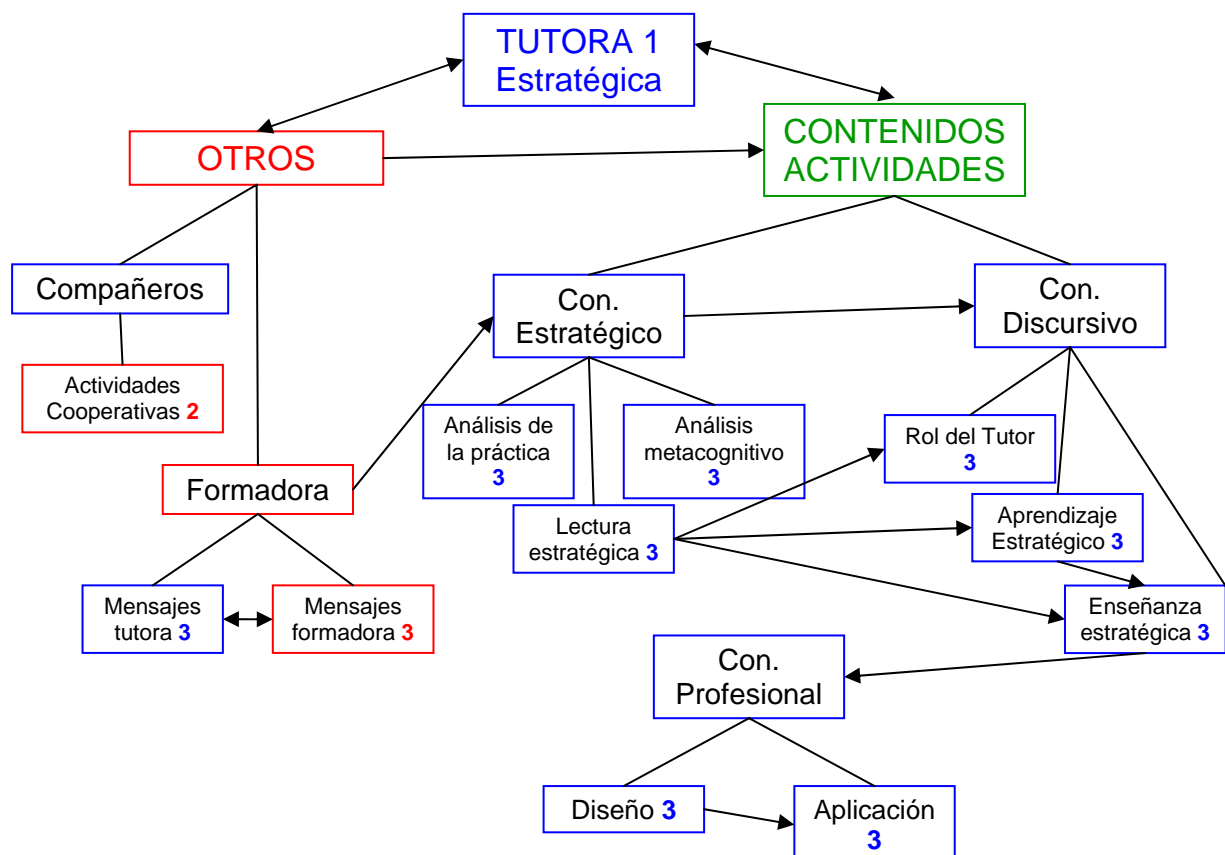 TUTORA 1
Estratégica
OTROS
CONTENIDOS
ACTIVIDADES
Compañeros
Con.
Estratégico
Con.
Discursivo
Actividades
Cooperativas 2
Análisis de
la práctica
3
Análisis
metacognitivo
3
Rol del Tutor
3
Formadora
Lectura
estratégica 3
Aprendizaje
Estratégico 3
Mensajes
tutora 3
Mensajes
formadora 3
Enseñanza
estratégica 3
Con.
Profesional
Diseño 3
Aplicación
3